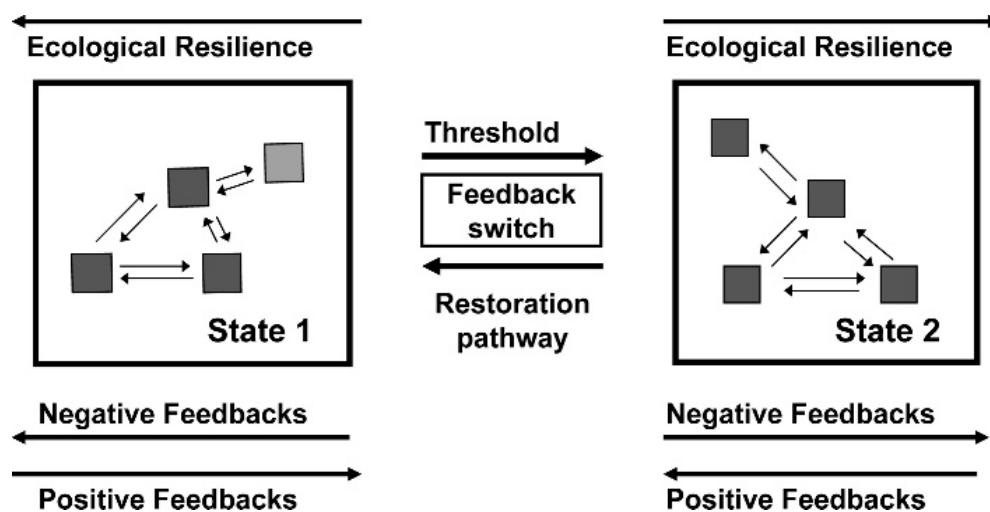 Ecological Resilience
State 1
Negative Feedbacks
Positive Feedbacks
Threshold
Feedback
switch
Restoration
pathway
Ecological Resilience
State 2
Negative Feedbacks
Positive Feedbacks